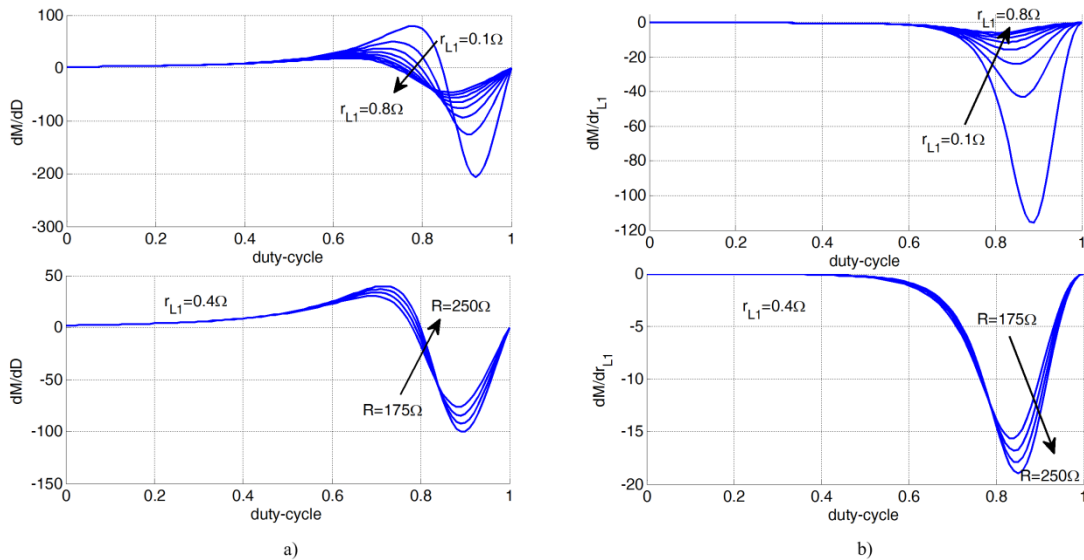 100
0
-100
-200
-300
dM/dD
r_L1=0.1Ω
r_L1=0.8Ω
0 0.2 0.4 0.6 0.8 1
duty-cycle
50
0
-50
-100
-150
dM/dD
r_L1=0.4Ω
R=250Ω
R=175Ω
0 0.2 0.4 0.6 0.8 1
duty-cycle
a)
0
-20
-40
-60
-80
-100
-120
dM/dr_L1
r_L1=0.8Ω
r_L1=0.1Ω
0 0.2 0.4 0.6 0.8 1
duty-cycle
0
-5
-10
-15
-20
dM/dr_L1
r_L1=0.4Ω
R=175Ω
R=250Ω
0 0.2 0.4 0.6 0.8 1
duty-cycle
b)